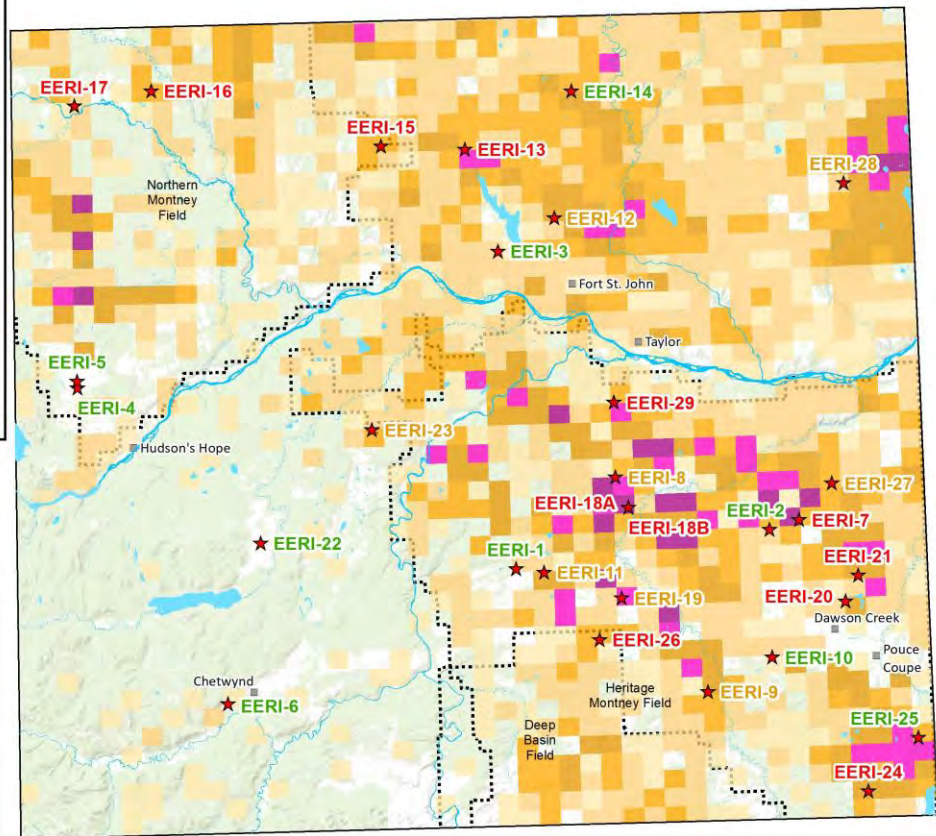 EERI-17
EERI-16
EERI-14
EERI-15
EERI-13
EERI-28
Northern
Montney
Field
EERI-12
EERI-3
Fort St. John
Taylor
EERI-5
EERI-4
EERI-29
EERI-23
Hudson's Hope
EERI-8
EERI-27
EERI-18A
EERI-18B
EERI-2
EERI-7
EERI-22
EERI-1
EERI-11
EERI-21
EERI-19
EERI-20
Dawson Creek
EERI-26
EERI-10
Pouce
Coupe
Chetwynd
EERI-6
Heritage
Montney Field
EERI-9
Deep
Basin
Field
EERI-25
EERI-24